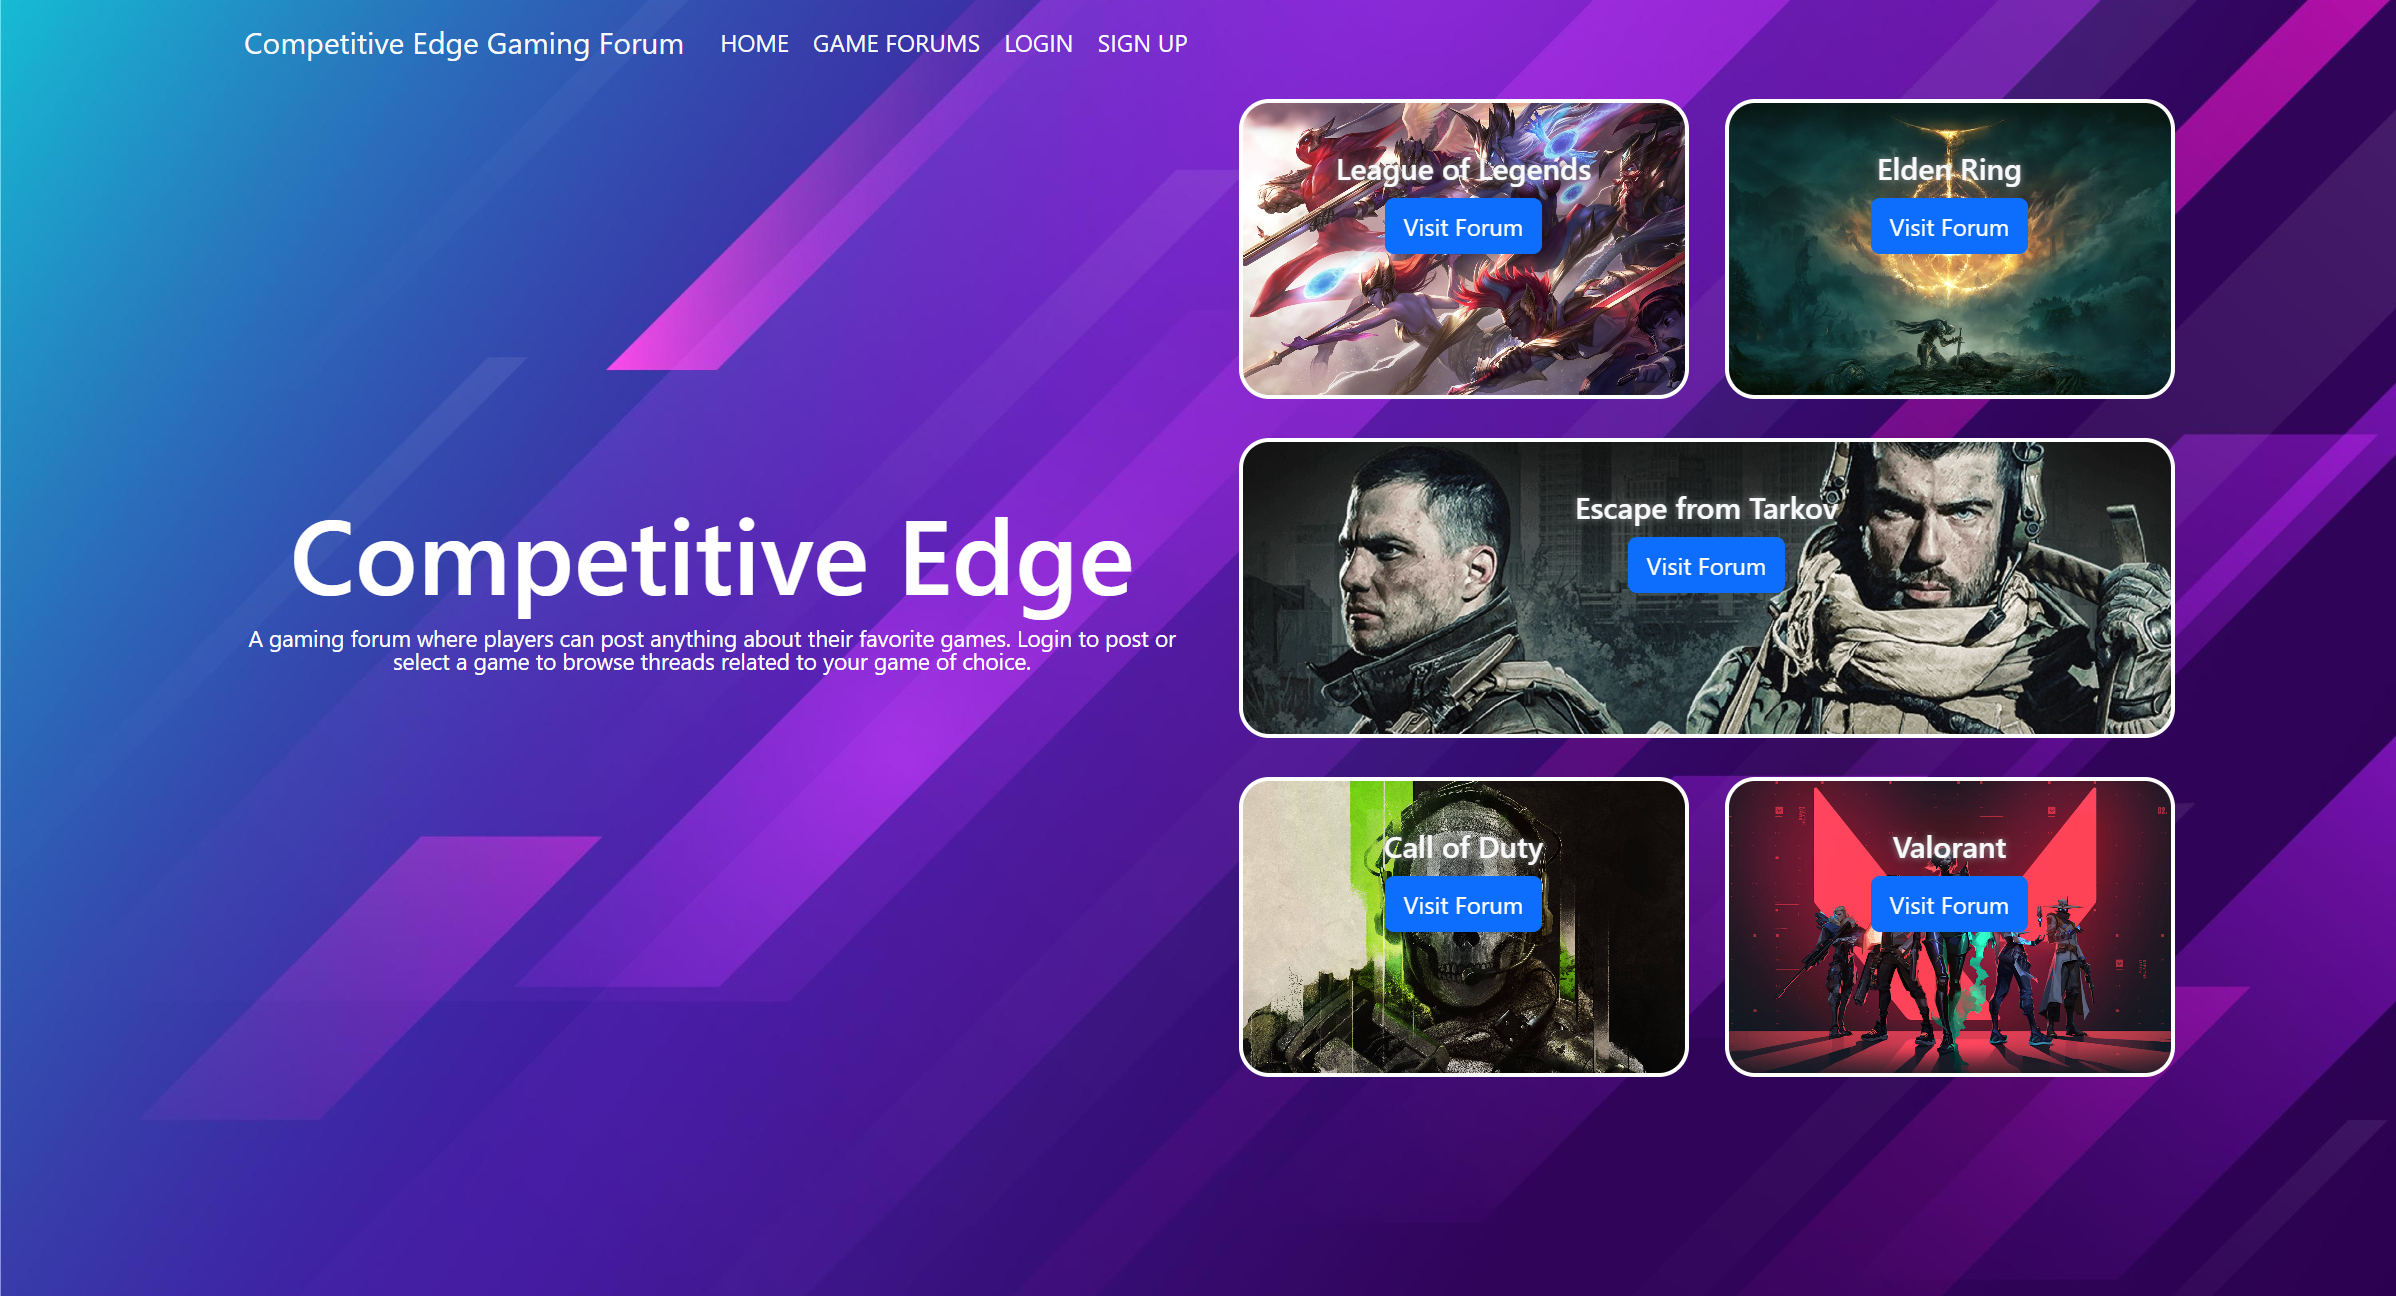 Competitive Edge Gaming Forum HOME GAME FORUMS LOGIN SIGN UP
Competitive Edge
A gaming forum where players can post anything about their favorite games. Login to post or
select a game to browse threads related to your game of choice.
League of Legends
Visit Forum
Elden Ring
Visit Forum
Escape from Tarkov
Visit Forum
Call of Duty
Visit Forum
Valorant
Visit Forum